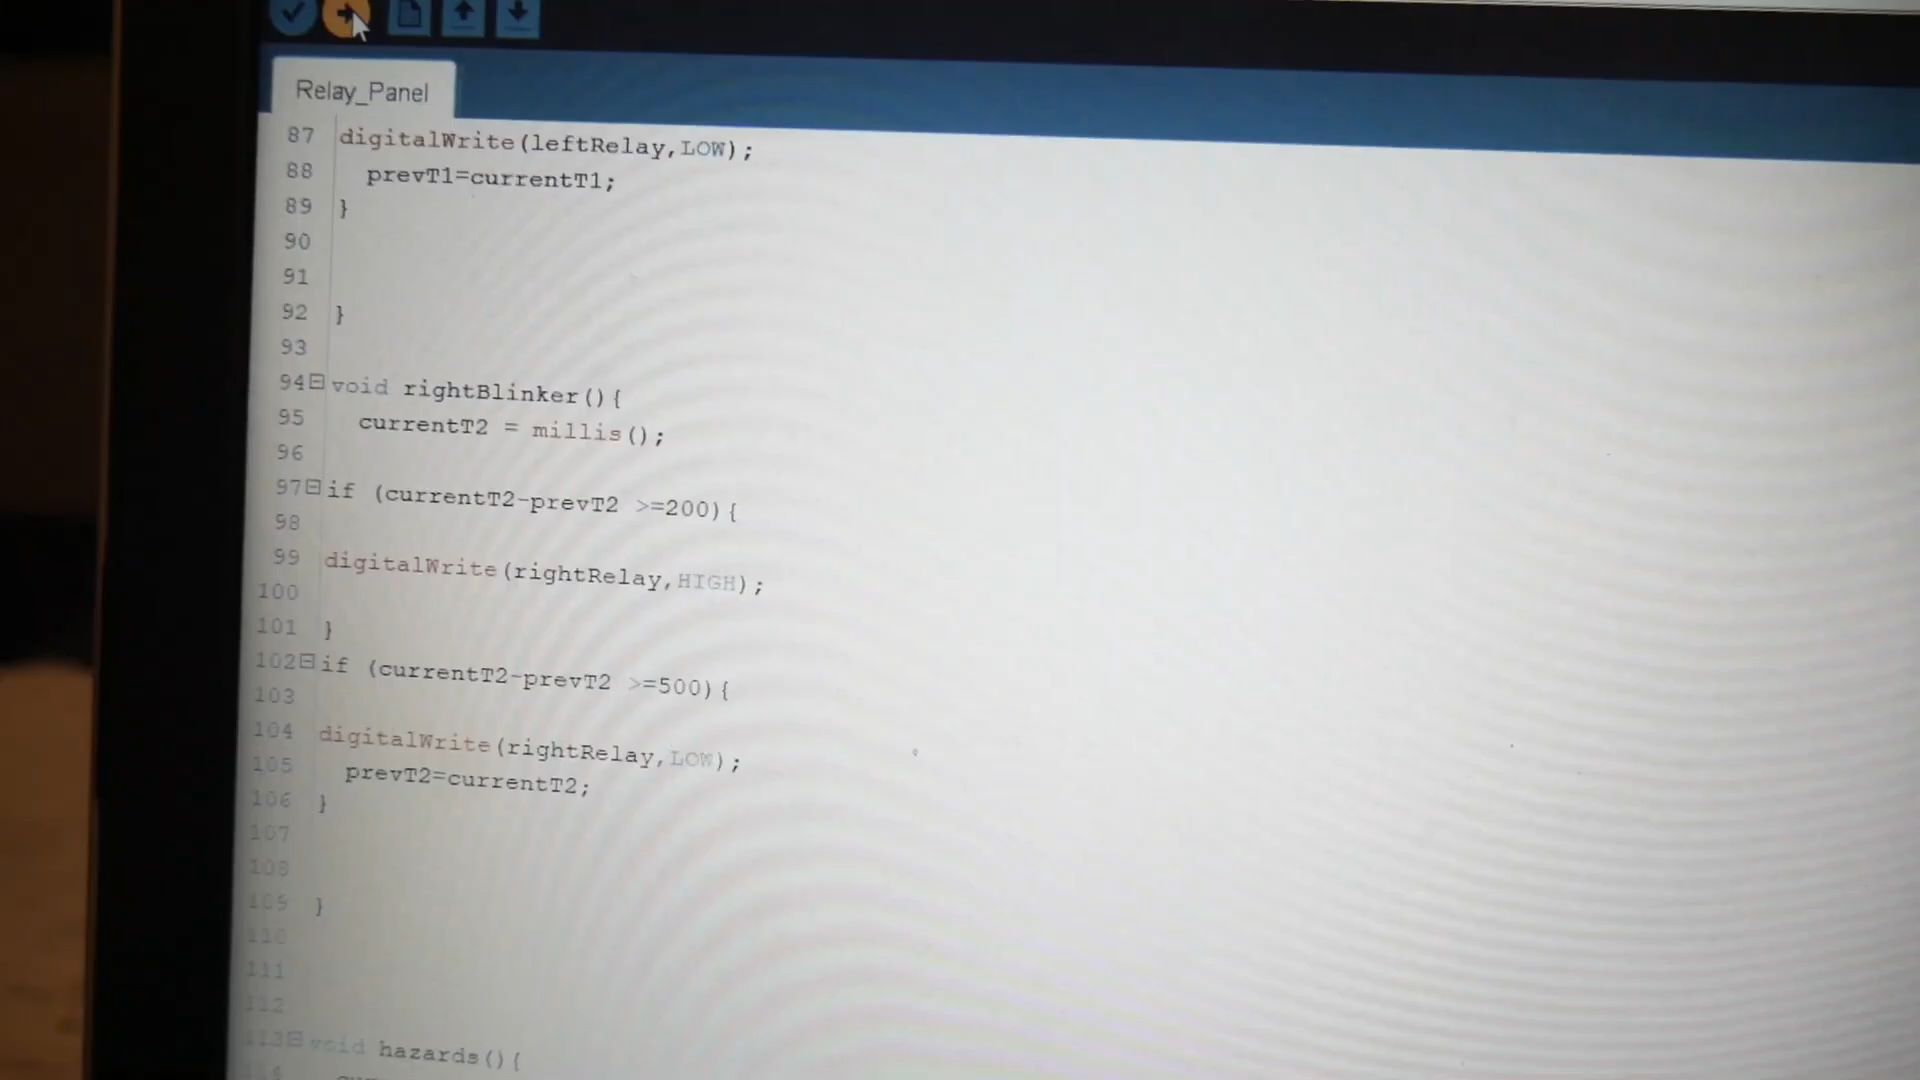 Relay_Panel
87 digitalWrite(leftRelay,LOW);
88 prevT1=currentT1;
89 }
90
91
92 }
93
94 void rightBlinker(){
95 currentT2 = millis();
96
97 if (currentT2-prevT2 >=200){
98
99 digitalWrite(rightRelay,HIGH);
100
101 }
102 if (currentT2-prevT2 >=500){
103
104 digitalWrite(rightRelay,LOW);
105 prevT2=currentT2;
106 }
107
108
109 }
110
111
112
113 void hazards(){